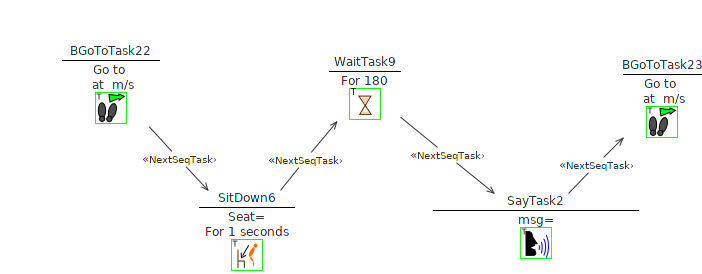 BGoToTask22
Go to
at m/s
T
«NextSeqTask›
SitDown6
Seat=
For 1 seconds
T
«NextSeqTask›
WaitTask9
For 180
T
«NextSeqTask›
SayTask2
msg=
T
«NextSeqTask›
BGoToTask23
Go to
at m/s
T